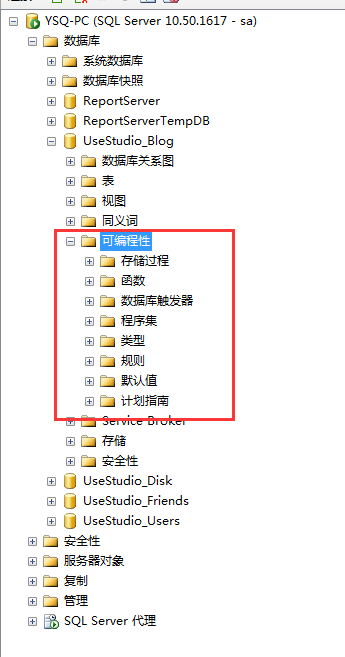 YSQ-PC (SQL Server 10.50.1617 - sa)
数据库
系统数据库
数据库快照
ReportServer
ReportServerTempDB
UseStudio_Blog
数据库关系图
表
视图
同义词
可编程性
存储过程
函数
数据库触发器
程序集
类型
规则
默认值
计划指南
Service Broker
存储
安全性
UseStudio_Disk
UseStudio_Friends
UseStudio_Users
安全性
服务器对象
复制
管理
SQL Server 代理